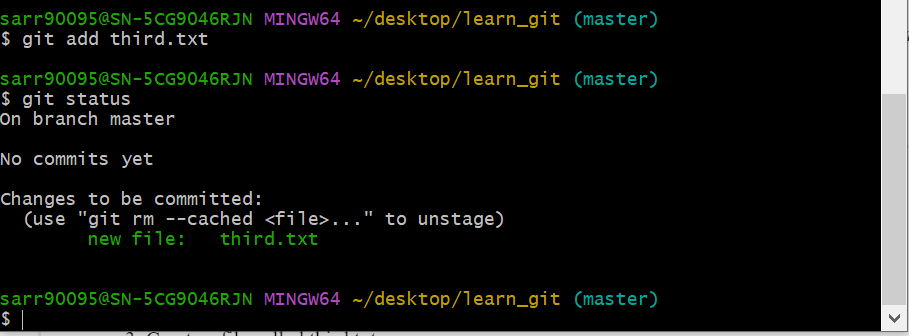 sarr90095@SN-5CG9046RJN MINGW64 ~/desktop/learn_git (master)
$ git add third.txt
sarr90095@SN-5CG9046RJN MINGW64 ~/desktop/learn_git (master)
$ git status
On branch master
No commits yet
Changes to be committed:
  (use "git rm --cached <file>..." to unstage)
        new file:   third.txt
sarr90095@SN-5CG9046RJN MINGW64 ~/desktop/learn_git (master)
$